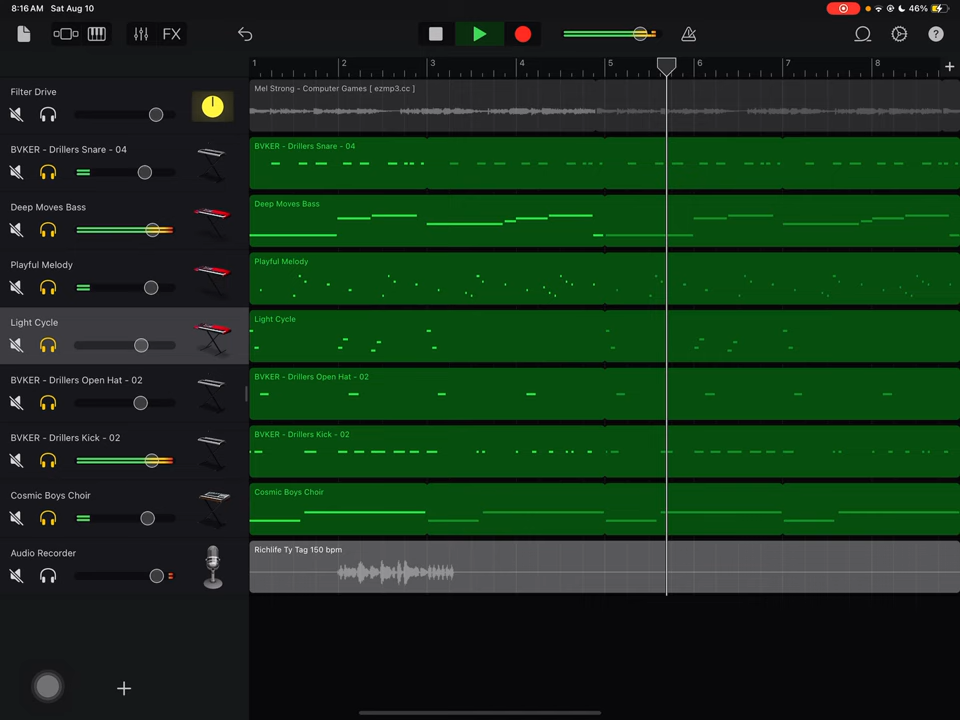 8:16 AM Sat Aug 10
46%
FX
1 2 3 4 5 6 7 8
Filter Drive
Mel Strong - Computer Games [ ezmp3.cc ]
BVKER - Drillers Snare - 04
BVKER - Drillers Snare - 04
Deep Moves Bass
Deep Moves Bass
Playful Melody
Playful Melody
Light Cycle
Light Cycle
BVKER - Drillers Open Hat - 02
BVKER - Drillers Open Hat - 02
BVKER - Drillers Kick - 02
BVKER - Drillers Kick - 02
Cosmic Boys Choir
Cosmic Boys Choir
Audio Recorder
Richlife Ty Tag 150 bpm